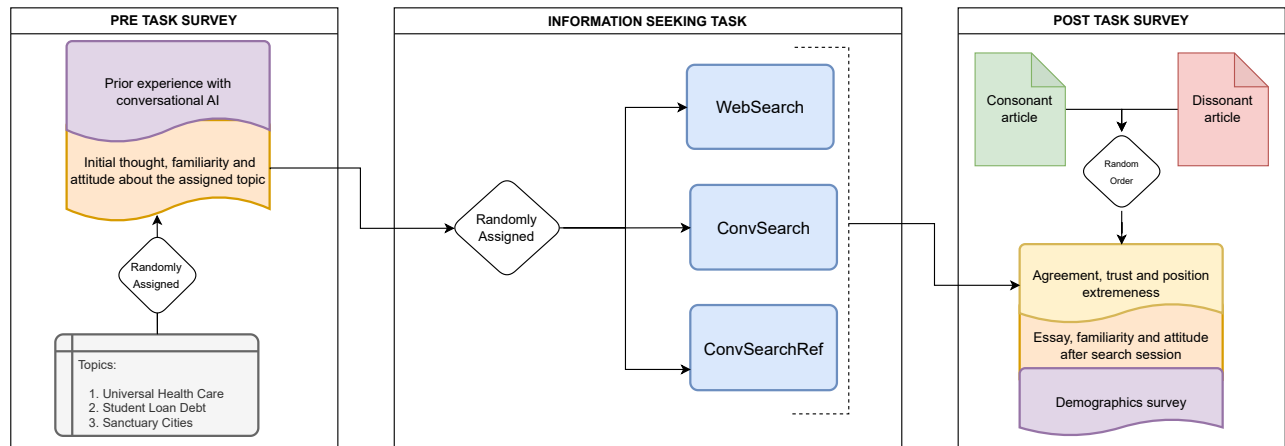 PRE TASK SURVEY
Prior experience with
conversational AI
Initial thought, familiarity and
attitude about the assigned topic
Randomly
Assigned
Topics:
1. Universal Health Care
2. Student Loan Debt
3. Sanctuary Cities
INFORMATION SEEKING TASK
Randomly
Assigned
WebSearch
ConvSearch
ConvSearchRef
POST TASK SURVEY
Consonant
article
Dissonant
article
Random
Order
Agreement, trust and position
extremeness
Essay, familiarity and attitude
after search session
Demographics survey